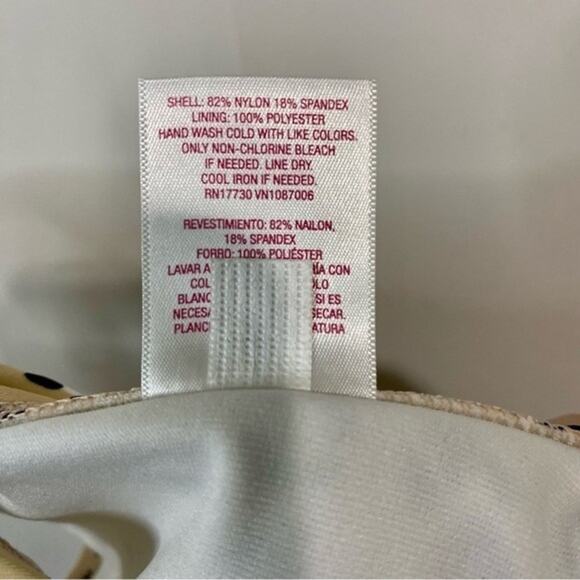 SHELL: 82% NYLON 18% SPANDEX
LINING: 100% POLYESTER
HAND WASH COLD WITH LIKE COLORS.
ONLY NON-CHLORINE BLEACH
IF NEEDED. LINE DRY.
COOL IRON IF NEEDED.
RN17730 VN1087006
REVESTIMIENTO: 82% NAILON,
18% SPANDEX
FORRO: 100% POLIÉSTER
LAVAR A CON
COL
BLANC SI ES
NECESA SECAR.
PLANC ATURA